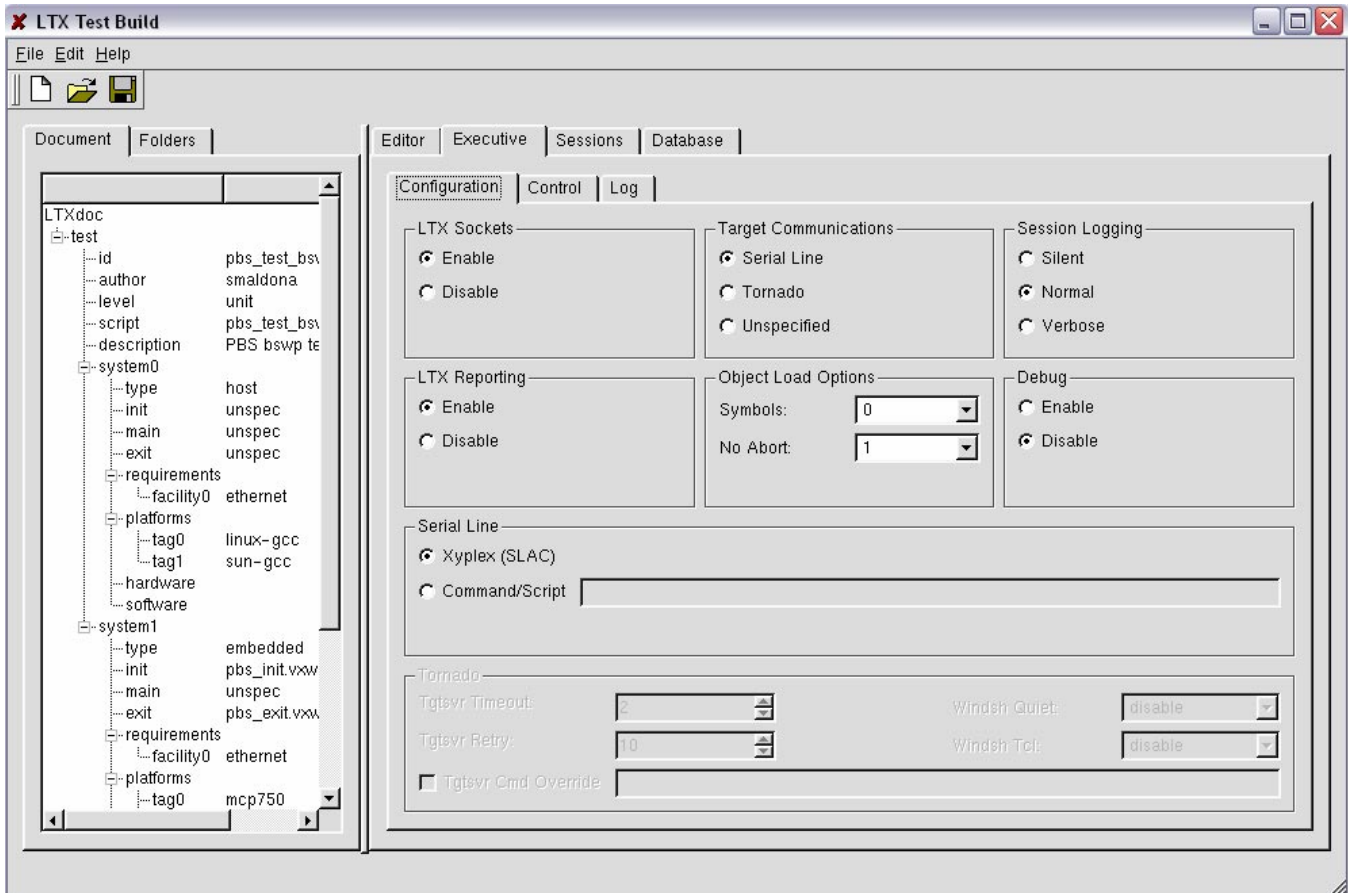 LTX Test Build
File Edit Help
Document Folders
LTXdoc
test
id pbs_test_bsw
author smaldona
level unit
script pbs_test_bsw
description PBS bswp te
system0
type host
init unspec
main unspec
exit unspec
requirements
facility0 ethernet
platforms
tag0 linux-gcc
tag1 sun-gcc
hardware
software
system1
type embedded
init pbs_init.vxw
main unspec
exit pbs_exit.vxw
requirements
facility0 ethernet
platforms
tag0 mcp750
Editor Executive Sessions Database
Configuration Control Log
LTX Sockets
Enable
Disable
Target Communications
Serial Line
Tornado
Unspecified
Session Logging
Silent
Normal
Verbose
LTX Reporting
Enable
Disable
Object Load Options
Symbols: 0
No Abort: 1
Debug
Enable
Disable
Serial Line
Xyplex (SLAC)
Command/Script
Tornado
Tgtsvr Timeout: 2 Windsh Quiet: disable
Tgtsvr Retry: 10 Windsh Tcl: disable
Tgtsvr Cmd Override